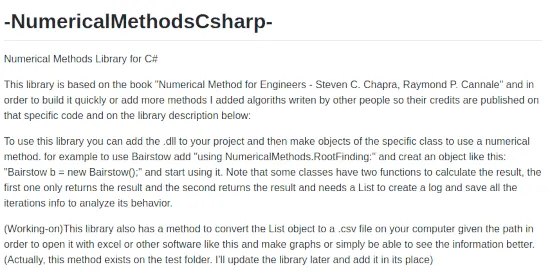 -NumericalMethodsCsharp-
Numerical Methods Library for C#
This library is based on the book "Numerical Method for Engineers - Steven C. Chapra, Raymond P. Cannale" and in
order to build it quickly or add more methods I added algoriths writen by other people so their credits are published on
that specific code and on the library description below:
To use this library you can add the .dll to your project and then make objects of the specific class to use a numerical
method. for example to use Bairstow add "using NumericalMethods.RootFinding:" and creat an object like this:
"Bairstow b = new Bairstow();" and start using it. Note that some classes have two functions to calculate the result, the
first one only returns the result and the second returns the result and needs a List to create a log and save all the
iterations info to analyze its behavior.
(Working-on)This library also has a method to convert the List object to a .csv file on your computer given the path in
order to open it with excel or other software like this and make graphs or simply be able to see the information better.
(Actually, this method exists on the test folder. I'll update the library later and add it in its place)